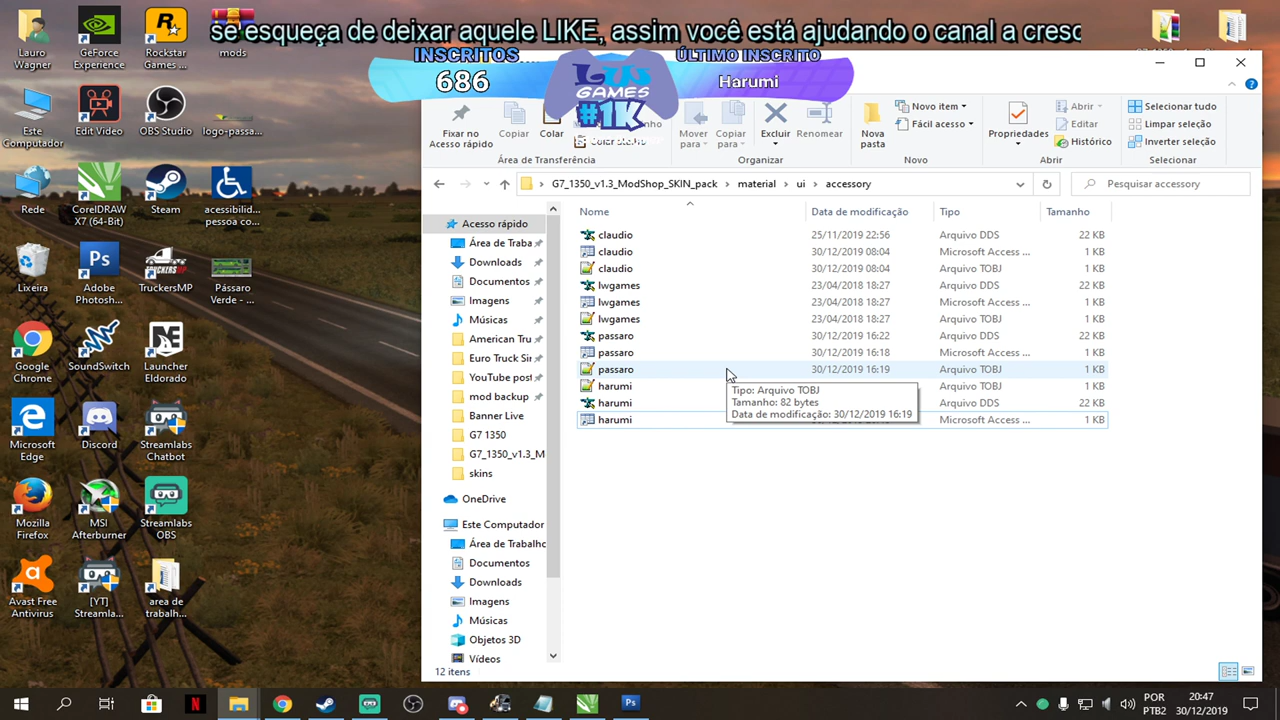 se esqueça de deixar aquele LIKE, assim você está ajudando o canal a cresc
INSCRITOS
686
LWS
GAMES
#1K
ÚLTIMO INSCRITO
Harumi
Lauro Wagner
GeForce Experience
Rockstar Games ...
mods
Este Computador
Edit Video
OBS Studio
logo-passa...
Rede
CorelDRAW X7 (64-Bit)
Steam
acessibilid... pessoa co...
Lixeira
Adobe Photosh...
TruckersMP
Pássaro Verde - ...
Google Chrome
SoundSwitch
Launcher Eldorado
Microsoft Edge
Discord
Streamlabs Chatbot
Mozilla Firefox
MSI Afterburner
Streamlabs OBS
Avast Free Antivirus
[YT] Streamla...
area de trabalh...
Fixar no Acesso rápido
Copiar
Colar
Área de Transferência
Mover para
Copiar para
Excluir
Renomear
Organizar
Nova pasta
Novo item
Fácil acesso
Novo
Propriedades
Abrir
Editar
Histórico
Abrir
Selecionar tudo
Limpar seleção
Inverter seleção
Selecionar
G7_1350_v1.3_ModShop_SKIN_pack › material › ui › accessory
Pesquisar accessory
Acesso rápido
Área de Traba
Downloads
Documentos
Imagens
Músicas
American Tru
Euro Truck Sir
YouTube post
mod backup
Banner Live
G7 1350
G7_1350_v1.3_M
skins
OneDrive
Este Computador
Área de Trabalho
Documentos
Downloads
Imagens
Músicas
Objetos 3D
Vídeos
Nome Data de modificação Tipo Tamanho
claudio 25/11/2019 22:56 Arquivo DDS 22 KB
claudio 30/12/2019 08:04 Microsoft Access ... 1 KB
claudio 30/12/2019 08:04 Arquivo TOBJ 1 KB
lwgames 23/04/2018 18:27 Arquivo DDS 22 KB
lwgames 23/04/2018 18:27 Microsoft Access ... 1 KB
lwgames 23/04/2018 18:27 Arquivo TOBJ 1 KB
passaro 30/12/2019 16:22 Arquivo DDS 22 KB
passaro 30/12/2019 16:18 Microsoft Access ... 1 KB
passaro 30/12/2019 16:19 Arquivo TOBJ 1 KB
harumi Arquivo TOBJ 1 KB
harumi Arquivo DDS 22 KB
harumi Microsoft Access ... 1 KB
Tipo: Arquivo TOBJ
Tamanho: 82 bytes
Data de modificação: 30/12/2019 16:19
12 itens
POR
PTB2
20:47
30/12/2019